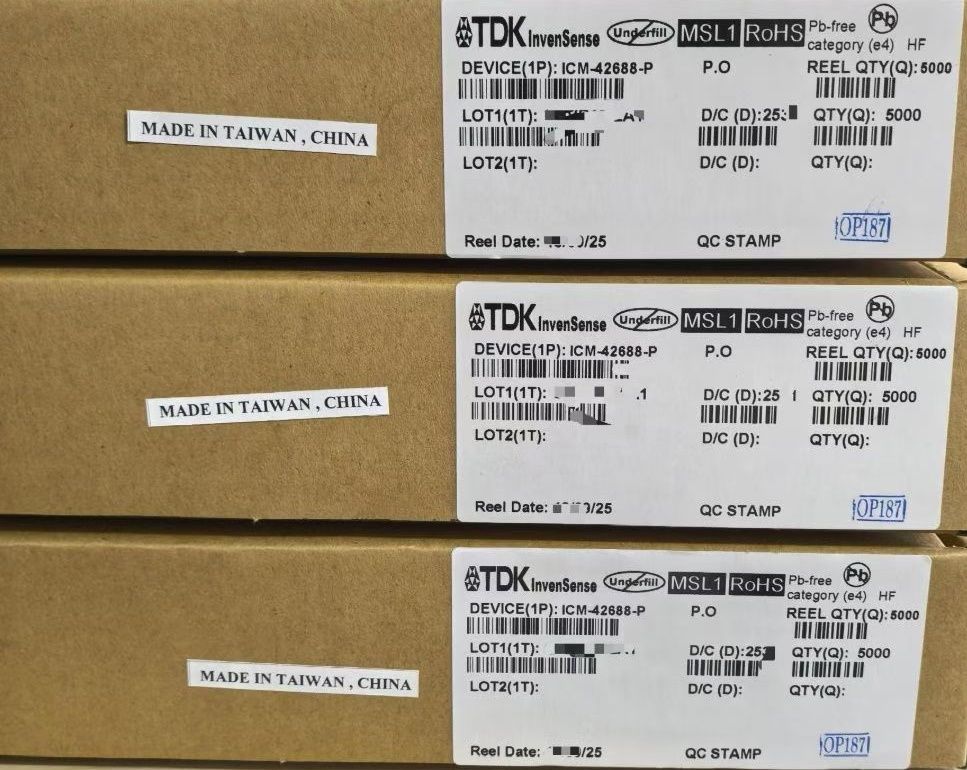 TDK InvenSense Underfill MSL1 RoHS Pb-free category (e4) HF Pb
DEVICE(1P): ICM-42688-P P.O REEL QTY(Q): 5000
MADE IN TAIWAN , CHINA
LOT1(1T): D/C (D): QTY(Q): 5000
LOT2(1T): D/C (D): QTY(Q):
OP187
Reel Date: /25 QC STAMP
TDK InvenSense Underfill MSL1 RoHS Pb-free category (e4) HF Pb
DEVICE(1P): ICM-42688-P P.O REEL QTY(Q): 5000
MADE IN TAIWAN , CHINA
LOT1(1T): D/C (D):25 QTY(Q): 5000
LOT2(1T): D/C (D): QTY(Q):
Reel Date: /25 QC STAMP OP187
TDK InvenSense Underfill MSL1 RoHS Pb-free category (e4) HF Pb
DEVICE(1P): ICM-42688-P P.O REEL QTY(Q): 5000
LOT1(1T): D/C (D): QTY(Q): 5000
MADE IN TAIWAN , CHINA
LOT2(1T): D/C (D): QTY(Q):
Reel Date: /25 QC STAMP OP187